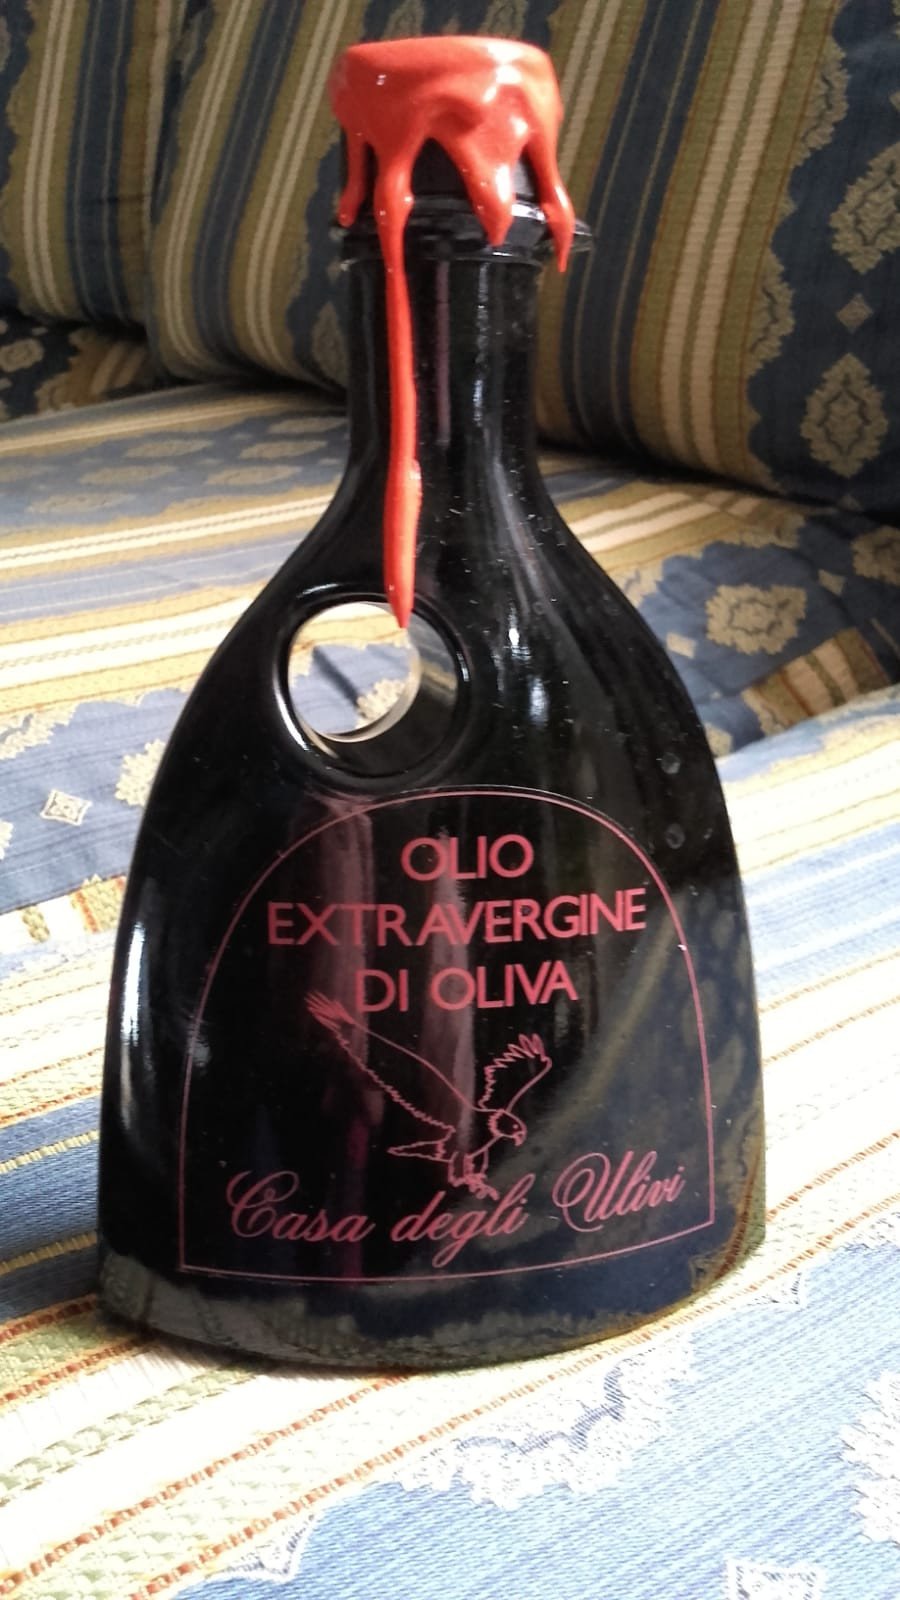 OLIO
EXTRAVERGINE
DI OLIVA
Casa degli Ulivi